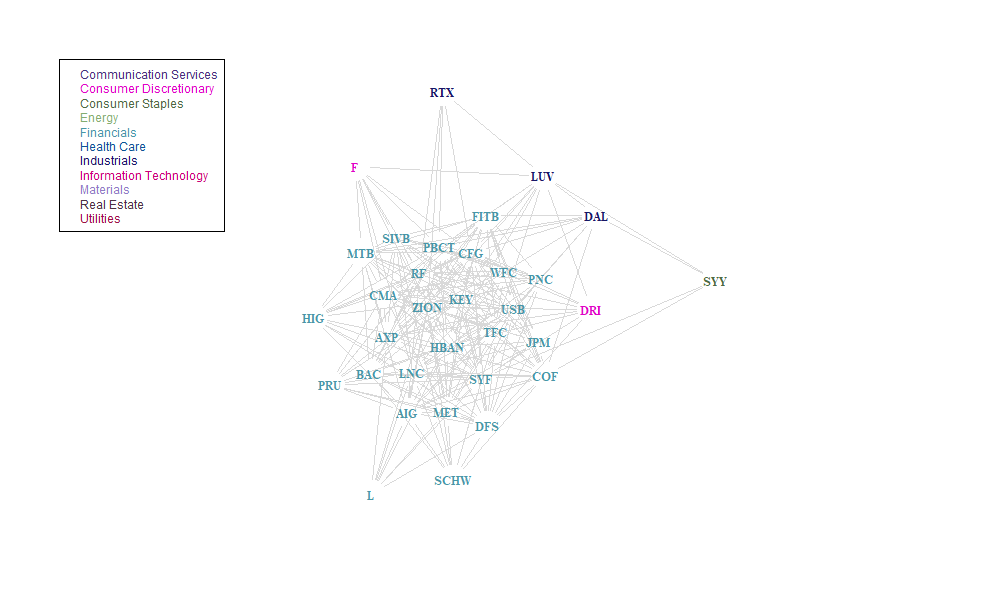 Communication Services
Consumer Discretionary
Consumer Staples
Energy
Financials
Health Care
Industrials
Information Technology
Materials
Real Estate
Utilities
RTX
F
LUV
FITB
DAL
SIVB
MTB
PBCT
CFG
RF
WFC
PNC
SYY
CMA
ZION
KEY
USB
DRI
HIG
AXP
HBAN
TFC
JPM
PRU
BAC
LNC
SYF
COF
AIG
MET
DFS
SCHW
L